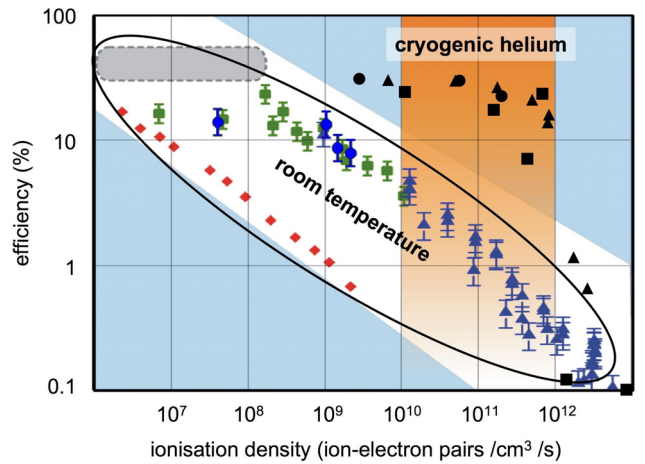 100
cryogenic helium
10
efficiency (%)
room temperature
1
0.1
10⁷ 10⁸ 10⁹ 10¹⁰ 10¹¹ 10¹²
ionisation density (ion-electron pairs /cm³ /s)